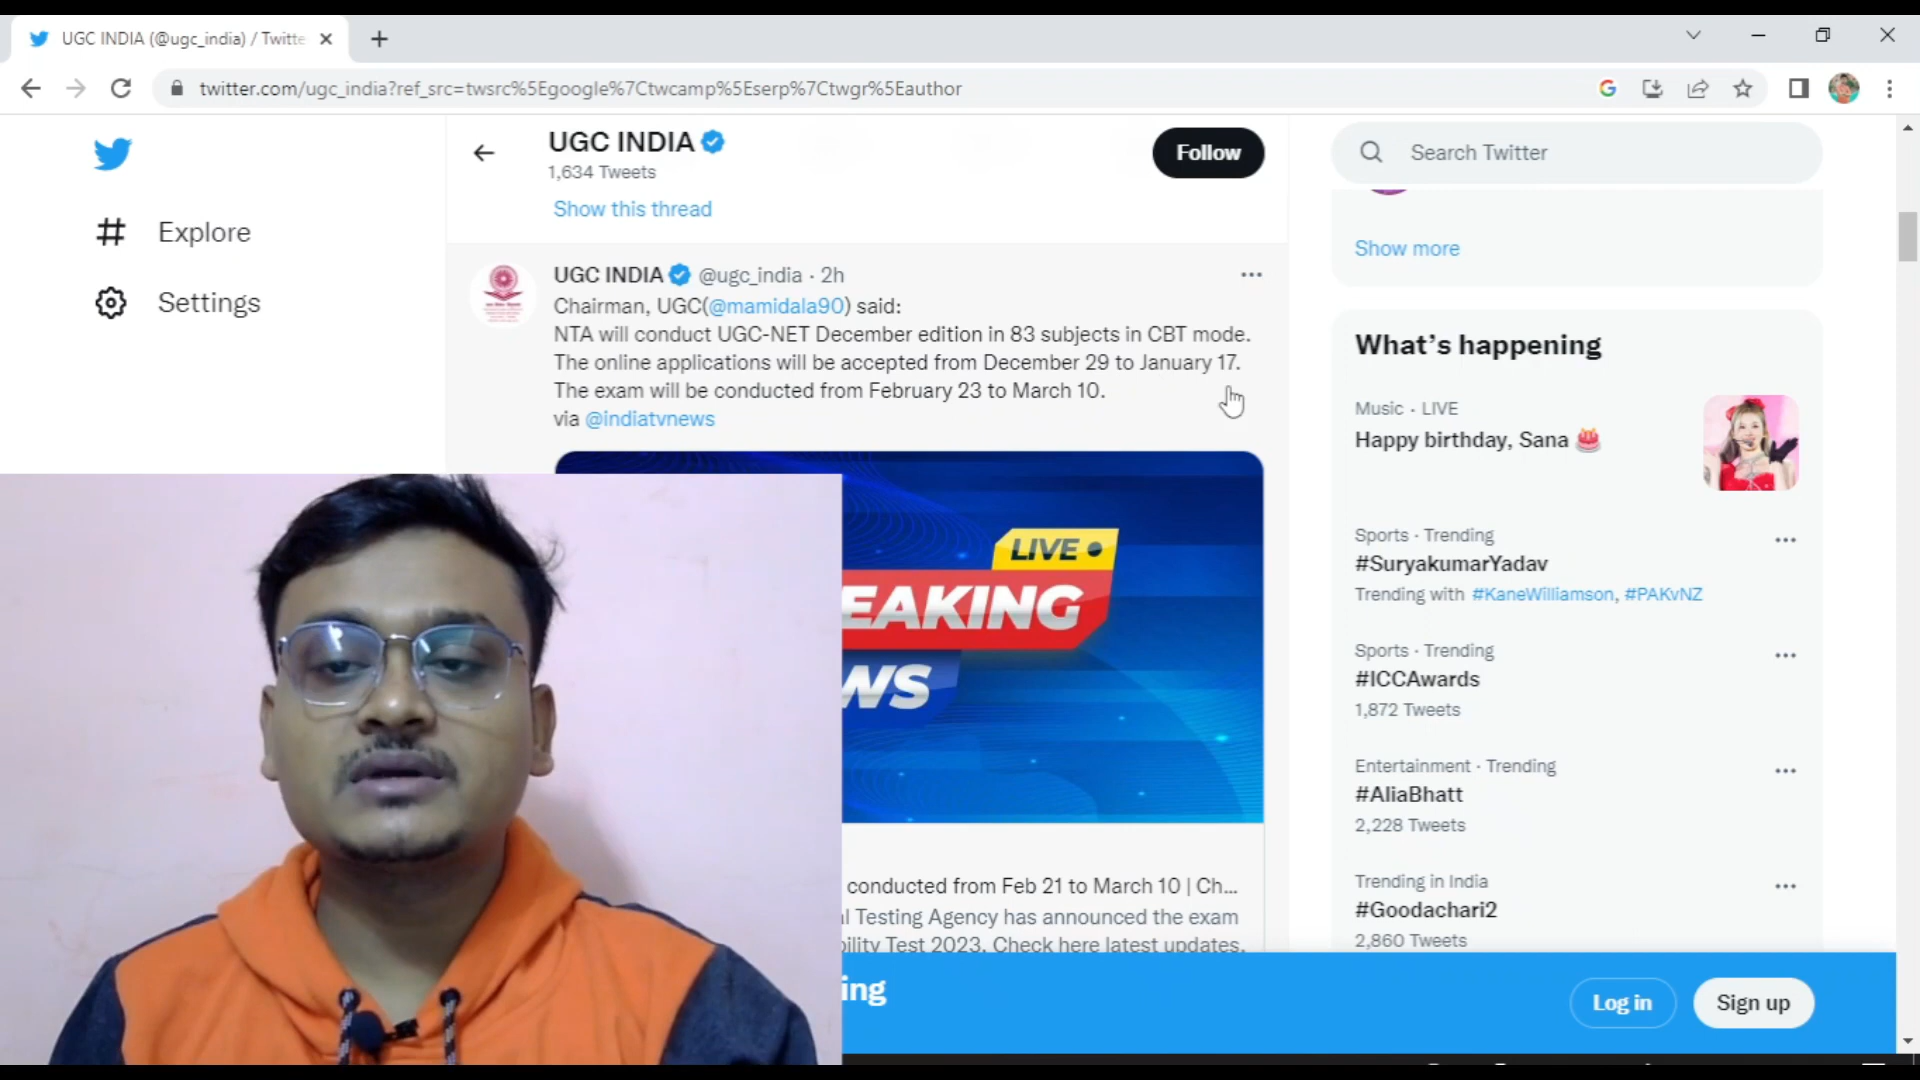 UGC INDIA (@ugc_india) / Twitte
twitter.com/ugc_india?ref_src=twsrc%5Egoogle%7Ctwcamp%5Eserp%7Ctwgr%5Eauthor
UGC INDIA
1,634 Tweets
Follow
Show this thread
Explore
Settings
UGC INDIA @ugc_india · 2h
Chairman, UGC(@mamidala90) said:
NTA will conduct UGC-NET December edition in 83 subjects in CBT mode.
The online applications will be accepted from December 29 to January 17.
The exam will be conducted from February 23 to March 10.
via @indiatvnews
LIVE
EAKING
WS
conducted from Feb 21 to March 10 | Ch...
l Testing Agency has announced the exam
bility Test 2023. Check here latest updates,
ing
Log in
Sign up
Search Twitter
Show more
What's happening
Music · LIVE
Happy birthday, Sana 🎂
Sports · Trending
#SuryakumarYadav
Trending with #KaneWilliamson, #PAKvNZ
Sports · Trending
#ICCAwards
1,872 Tweets
Entertainment · Trending
#AliaBhatt
2,228 Tweets
Trending in India
#Goodachari2
2,860 Tweets